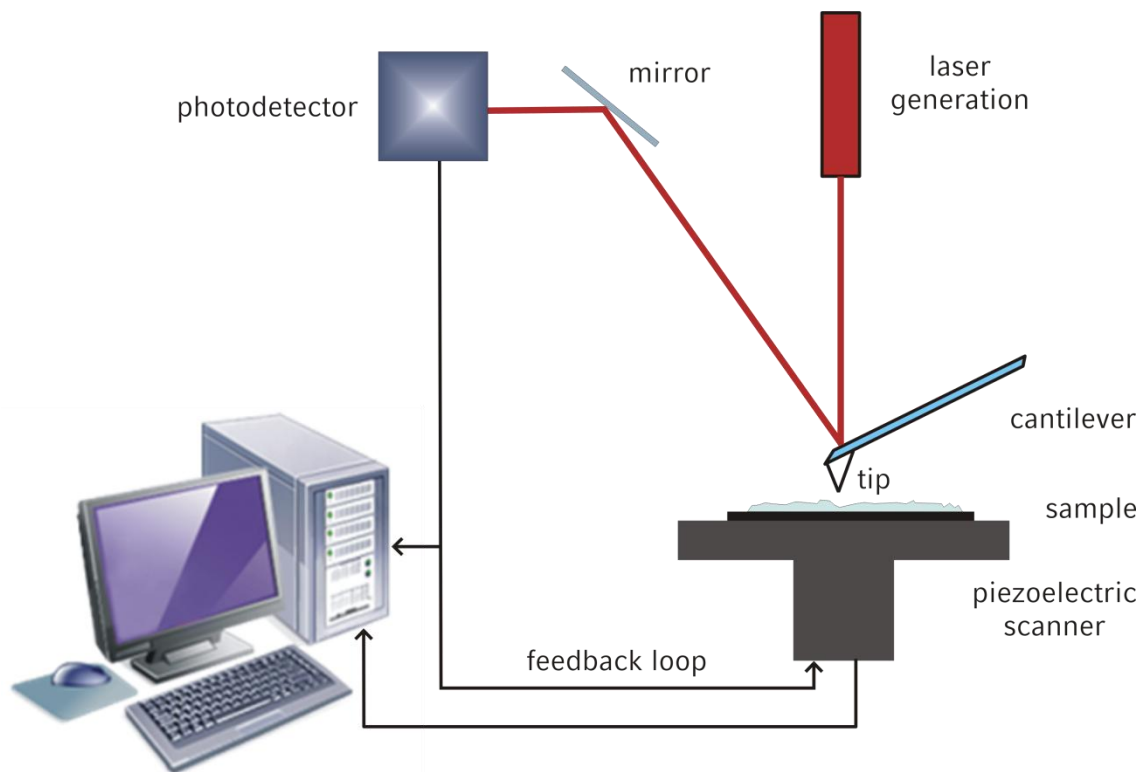 laser
generation
mirror
photodetector
cantilever
tip
sample
piezoelectric
scanner
feedback loop